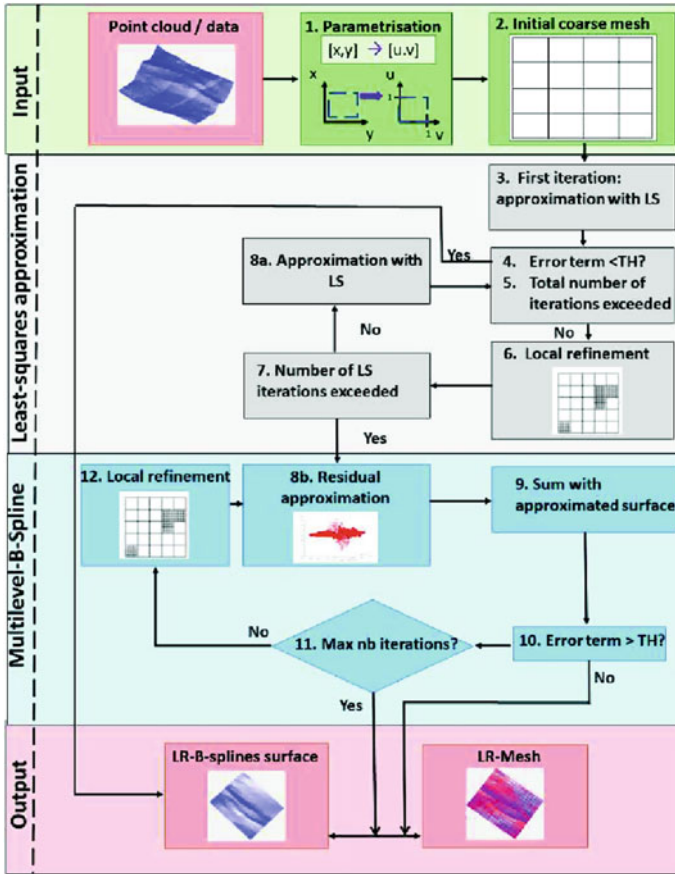 Input
Point cloud / data
1. Parametrisation
[x,y] → [u.v]
x
y
u
1
1
v
2. Initial coarse mesh
Least-squares approximation
3. First iteration:
approximation with LS
4. Error term <TH?
5. Total number of
iterations exceeded
Yes
No
6. Local refinement
7. Number of LS
iterations exceeded
No
8a. Approximation with
LS
Yes
Multilevel-B-Spline
8b. Residual
approximation
9. Sum with
approximated surface
10. Error term > TH?
No
11. Max nb iterations?
No
Yes
12. Local refinement
Output
LR-B-splines surface
LR-Mesh